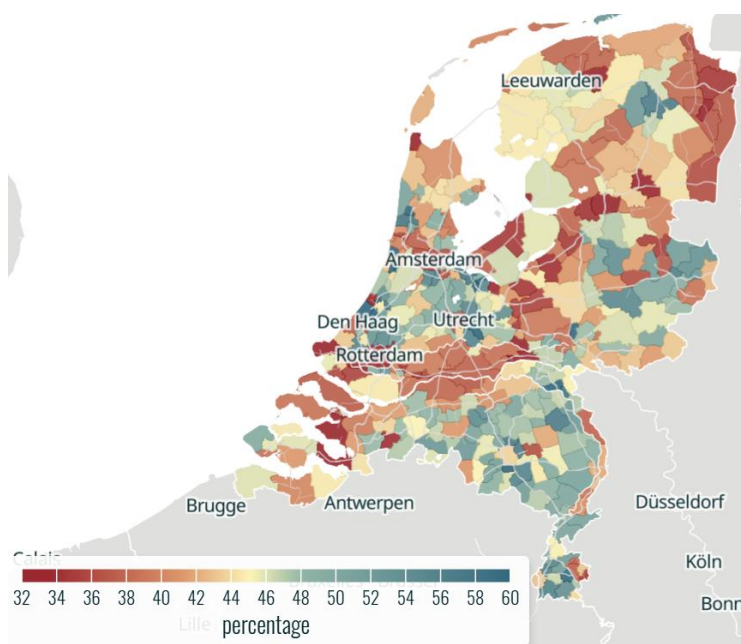 Leeuwarden
Amsterdam
Den Haag
Utrecht
Rotterdam
Brugge
Antwerpen
Düsseldorf
Calais
Köln
32 34 36 38 40 42 44 46 48 50 52 54 56 58 60
Bonn
Lille
percentage